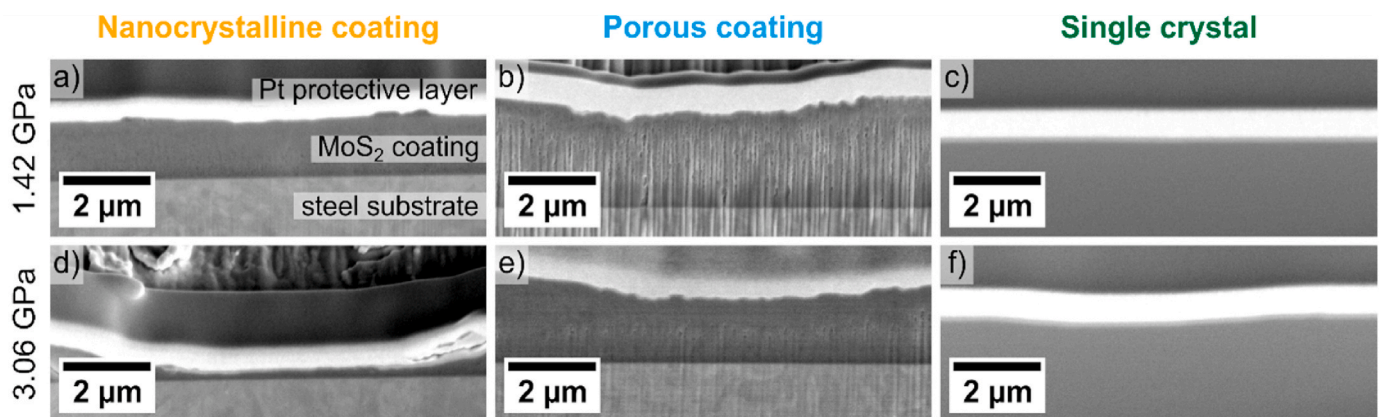 Nanocrystalline coating
Porous coating
Single crystal
1.42 GPa
a)
Pt protective layer
MoS₂ coating
steel substrate
2 μm
b)
2 μm
c)
2 μm
3.06 GPa
d)
2 μm
e)
2 μm
f)
2 μm